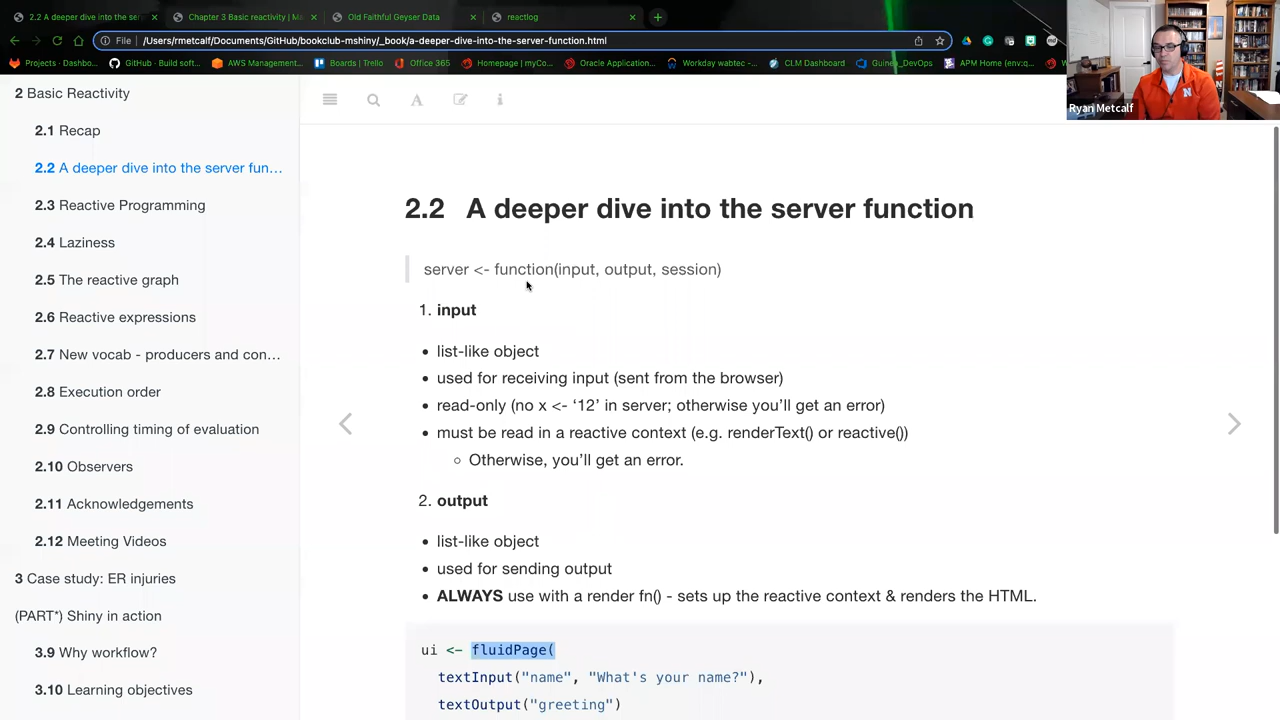 2.2 A deeper dive into the ser
Chapter 3 Basic reactivity | Ma
Old Faithful Geyser Data
reactlog
File
/Users/rmetcalf/Documents/GitHub/bookclub-mshiny/_book/a-deeper-dive-into-the-server-function.html
Projects - Dashbo...
GitHub · Build soft...
AWS Management...
Boards | Trello
Office 365
Homepage | myCo...
Oracle Application...
Workday wabtec -...
CLM Dashboard
APM Home (env:q...
Ryan Metcalf
2 Basic Reactivity
2.1 Recap
2.2 A deeper dive into the server fun...
2.3 Reactive Programming
2.4 Laziness
2.5 The reactive graph
2.6 Reactive expressions
2.7 New vocab - producers and con...
2.8 Execution order
2.9 Controlling timing of evaluation
2.10 Observers
2.11 Acknowledgements
2.12 Meeting Videos
3 Case study: ER injuries
(PART*) Shiny in action
3.9 Why workflow?
3.10 Learning objectives
2.2 A deeper dive into the server function
server <- function(input, output, session)
1. input
• list-like object
• used for receiving input (sent from the browser)
• read-only (no x <- ‘12’ in server; otherwise you’ll get an error)
• must be read in a reactive context (e.g. renderText() or reactive())
◦ Otherwise, you’ll get an error.
2. output
• list-like object
• used for sending output
• ALWAYS use with a render fn() - sets up the reactive context & renders the HTML.
ui <- fluidPage(
textInput("name", "What's your name?"),
textOutput("greeting")